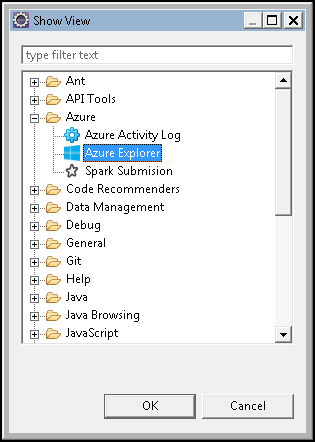 Show View
type filter text
Ant
API Tools
Azure
Azure Activity Log
Azure Explorer
Spark Submision
Code Recommenders
Data Management
Debug
General
Git
Help
Java
Java Browsing
JavaScript
OK Cancel